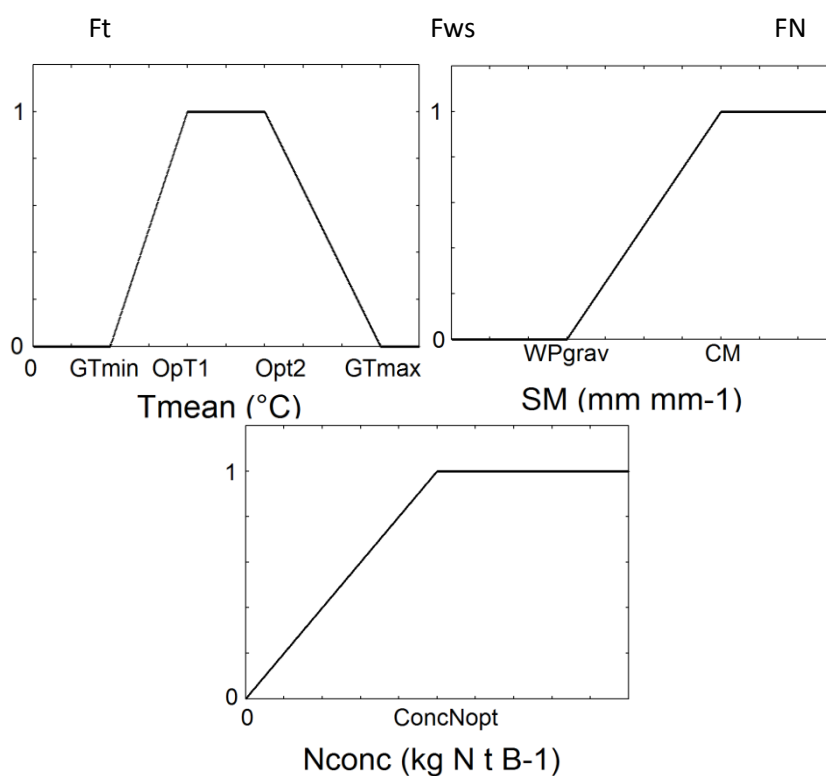 Ft Fws FN
1
0
0 GTmin OpT1 Opt2 GTmax
Tmean (°C)
1
0
WPgrav CM
SM (mm mm-1)
1
0
0 ConcNopt
Nconc (kg N t B-1)